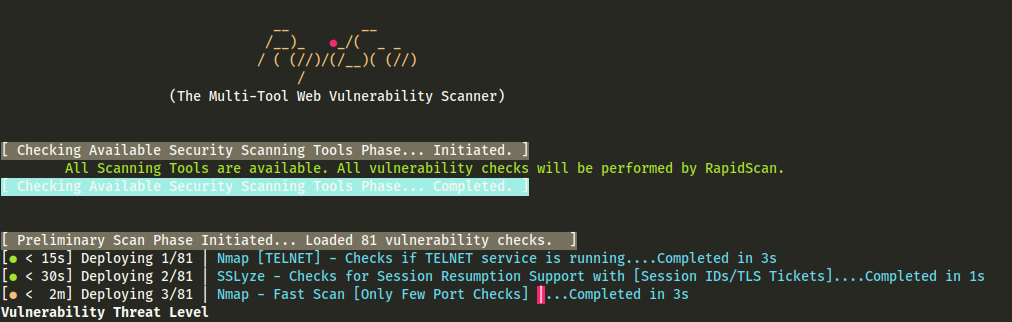 (The Multi-Tool Web Vulnerability Scanner)
[ Checking Available Security Scanning Tools Phase... Initiated. ]
All Scanning Tools are available. All vulnerability checks will be performed by RapidScan.
[ Checking Available Security Scanning Tools Phase... Completed. ]
[ Preliminary Scan Phase Initiated... Loaded 81 vulnerability checks. ]
[● < 15s] Deploying 1/81 | Nmap [TELNET] - Checks if TELNET service is running....Completed in 3s
[● < 30s] Deploying 2/81 | SSLyze - Checks for Session Resumption Support with [Session IDs/TLS Tickets]....Completed in 1s
[● <  2m] Deploying 3/81 | Nmap - Fast Scan [Only Few Port Checks] |...Completed in 3s
Vulnerability Threat Level